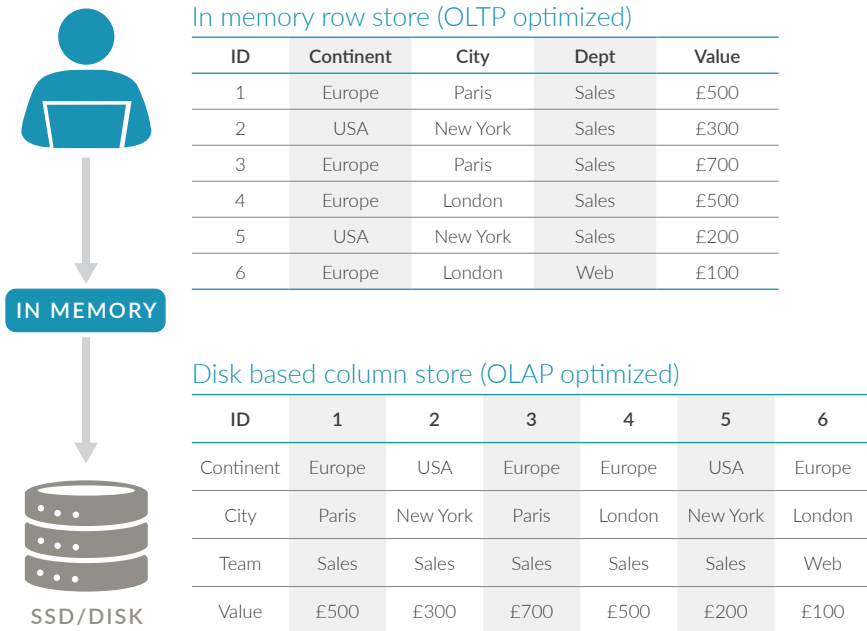 In memory row store (OLTP optimized)
ID Continent City Dept Value
1 Europe Paris Sales £500
2 USA New York Sales £300
3 Europe Paris Sales £700
4 Europe London Sales £500
5 USA New York Sales £200
6 Europe London Web £100
IN MEMORY
Disk based column store (OLAP optimized)
ID 1 2 3 4 5 6
Continent Europe USA Europe Europe USA Europe
City Paris New York Paris London New York London
Team Sales Sales Sales Sales Sales Web
Value £500 £300 £700 £500 £200 £100
SSD/DISK